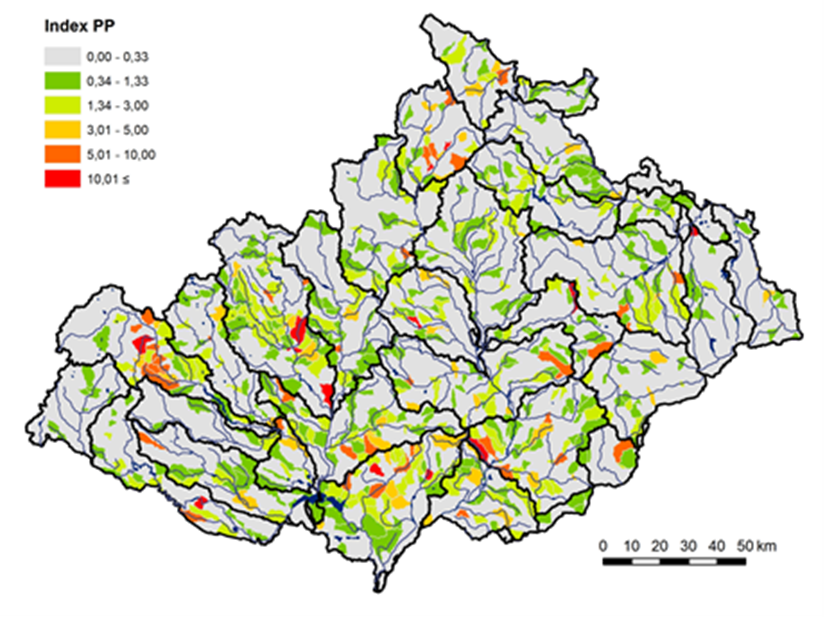 Index PP
0,00 - 0,33
0,34 - 1,33
1,34 - 3,00
3,01 - 5,00
5,01 - 10,00
10,01 ≤
0 10 20 30 40 50 km